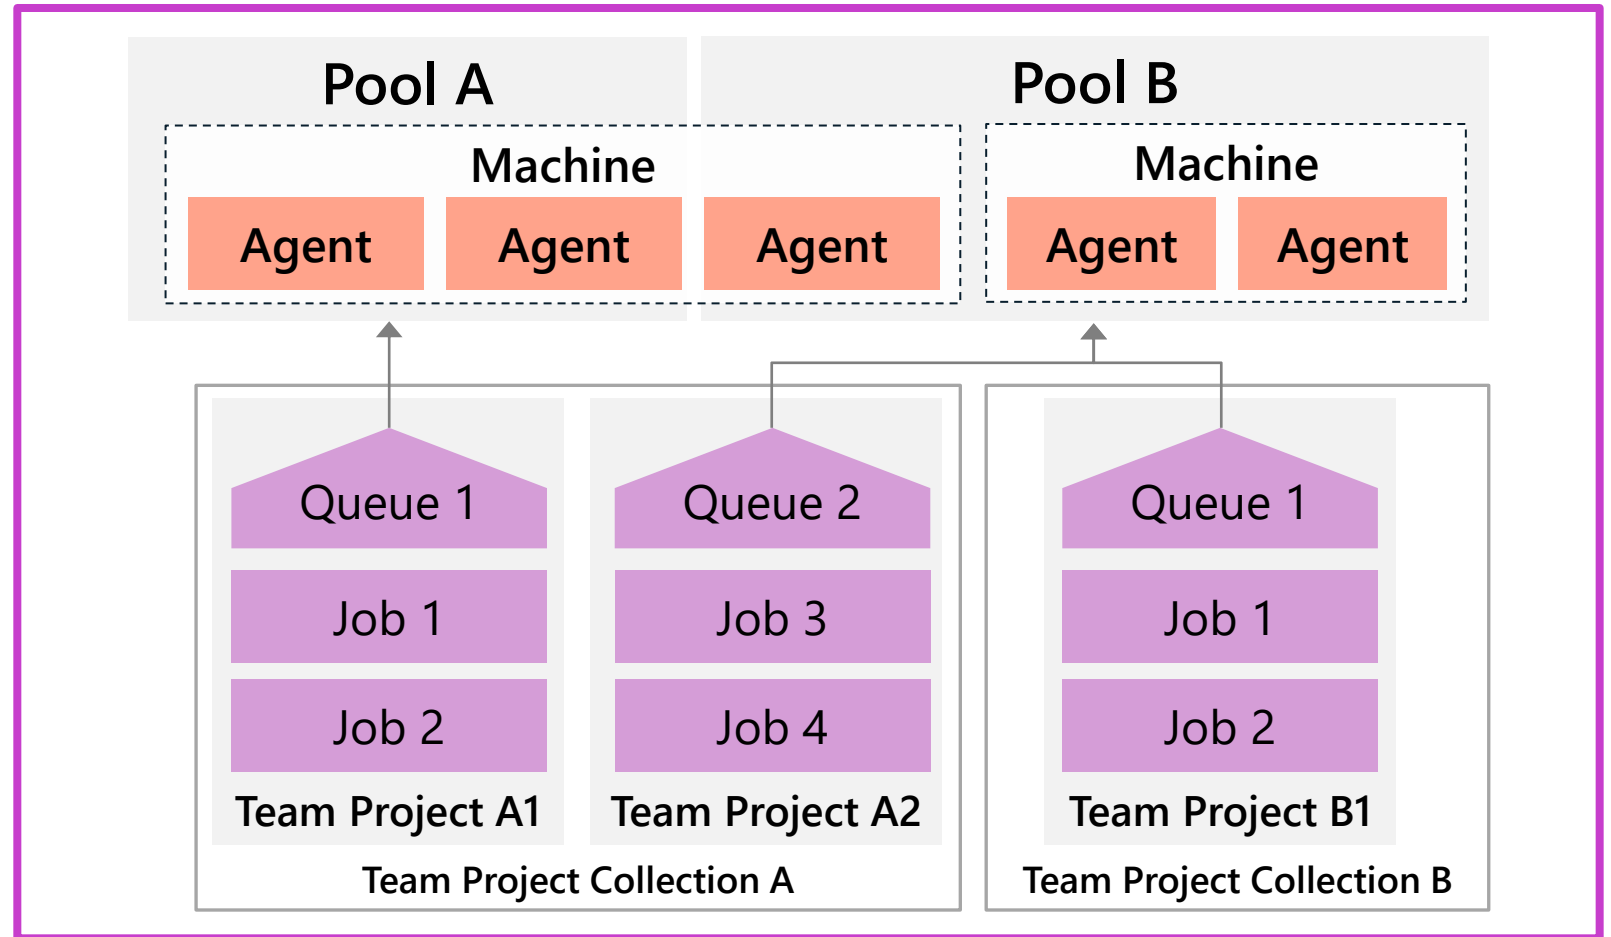 Pool A
Pool B
Machine
Machine
Agent
Agent
Agent
Agent
Agent
Queue 1
Job 1
Job 2
Team Project A1
Queue 2
Job 3
Job 4
Team Project A2
Team Project Collection A
Queue 1
Job 1
Job 2
Team Project B1
Team Project Collection B